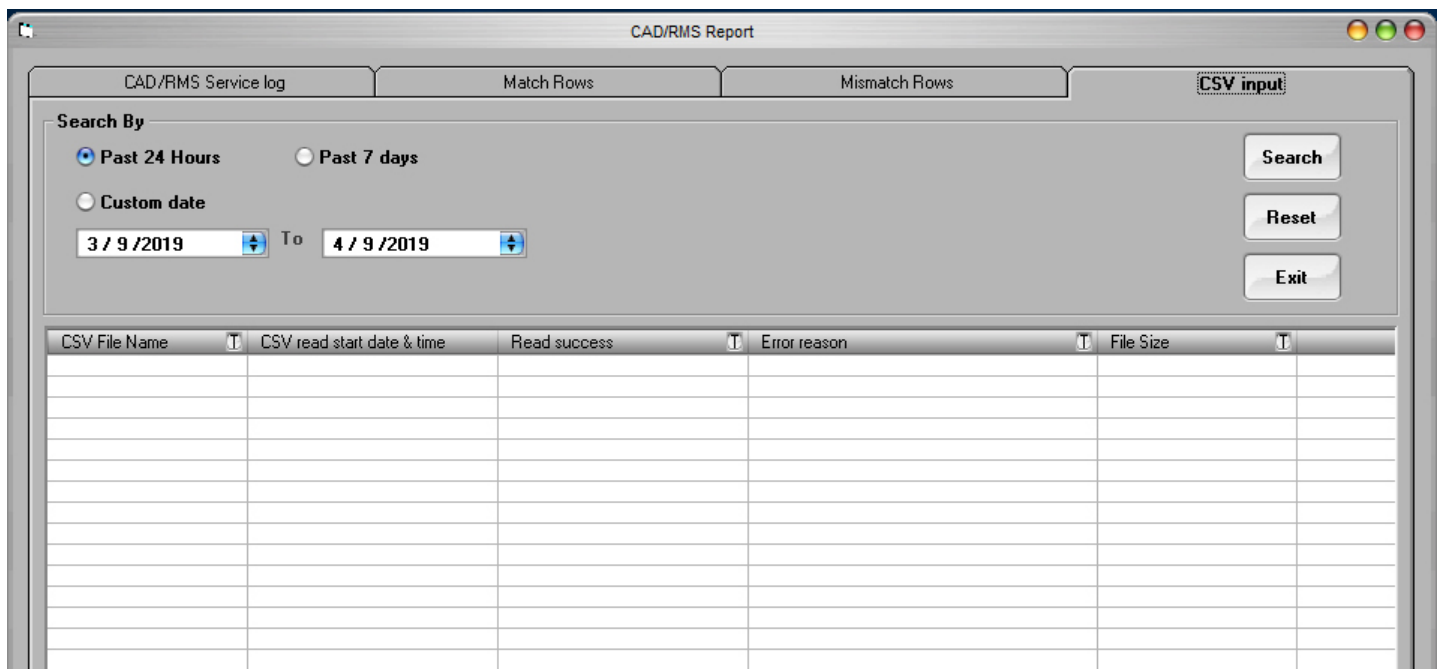 CAD/RMS Report
CAD/RMS Service log Match Rows Mismatch Rows CSV input
Search By
Past 24 Hours Past 7 days Search
Custom date
Reset
3 / 9 /2019 To 4 / 9 /2019
Exit
CSV File Name T CSV read start date & time Read success T Error reason T File Size T